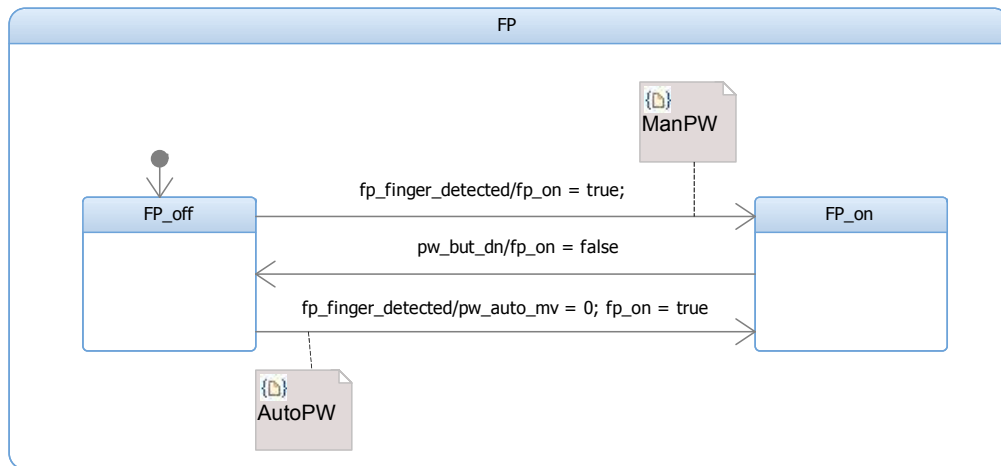 FP
{ }
ManPW
fp_finger_detected/fp_on = true;
FP_off
FP_on
pw_but_dn/fp_on = false
fp_finger_detected/pw_auto_mv = 0; fp_on = true
{ }
AutoPW